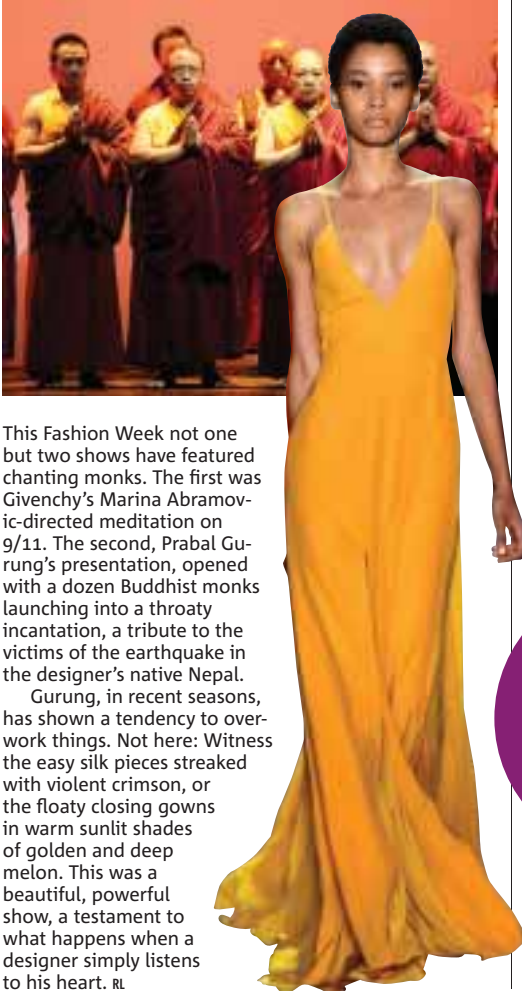 This Fashion Week not one
but two shows have featured
chanting monks. The first was
Givenchy's Marina Abramov-
ic-directed meditation on
9/11. The second, Prabal Gu-
rung's presentation, opened
with a dozen Buddhist monks
launching into a throaty
incantation, a tribute to the
victims of the earthquake in
the designer's native Nepal.
Gurung, in recent seasons,
has shown a tendency to over-
work things. Not here: Witness
the easy silk pieces streaked
with violent crimson, or
the floaty closing gowns
in warm sunlit shades
of golden and deep
melon. This was a
beautiful, powerful
show, a testament to
what happens when a
designer simply listens
to his heart. RL